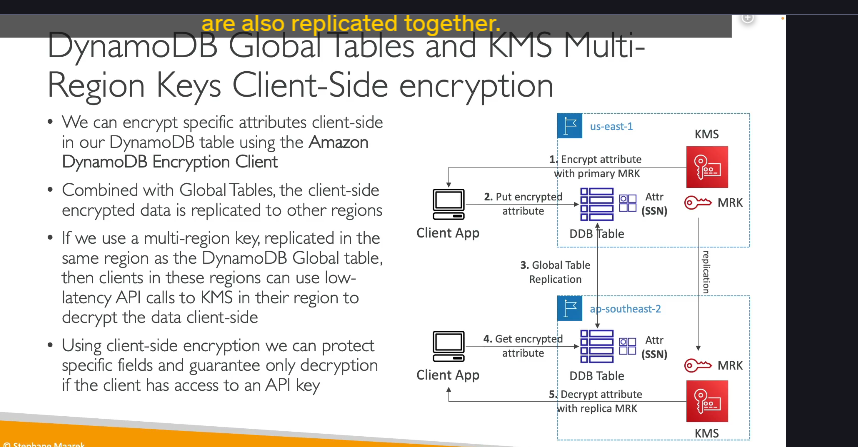 are also replicated together.
DynamoDB Global Tables and KMS Multi-
Region Keys Client-Side encryption
• We can encrypt specific attributes client-side
in our DynamoDB table using the Amazon
DynamoDB Encryption Client
• Combined with Global Tables, the client-side
encrypted data is replicated to other regions
• If we use a multi-region key, replicated in the
same region as the DynamoDB Global table,
then clients in these regions can use low-
latency API calls to KMS in their region to
decrypt the data client-side
• Using client-side encryption we can protect
specific fields and guarantee only decryption
if the client has access to an API key
us-east-1
KMS
1. Encrypt attribute
with primary MRK
2. Put encrypted
attribute
Attr
(SSN)
MRK
Client App
DDB Table
3. Global Table
Replication
replication
ap-southeast-2
4. Get encrypted
attribute
Attr
(SSN)
MRK
Client App
DDB Table
5. Decrypt attribute
with replica MRK
KMS
© Stephane Maarek